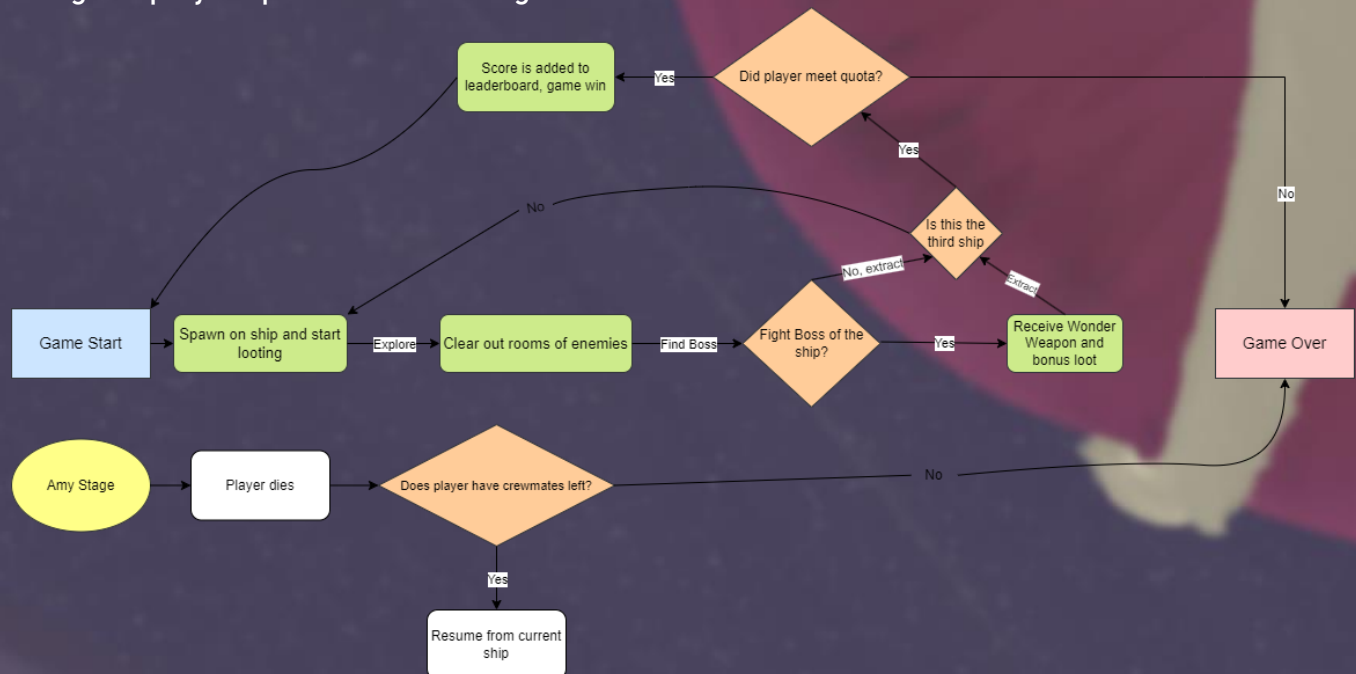 Score is added to
leaderboard, game win
Yes
Did player meet quota?
Yes
No
No
Is this the
third ship
No, extract
Extract
Game Start
Spawn on ship and start
looting
Explore
Clear out rooms of enemies
Find Boss
Fight Boss of the
ship?
Yes
Receive Wonder
Weapon and
bonus loot
Game Over
Amy Stage
Player dies
Does player have crewmates left?
No
Yes
Resume from current
ship